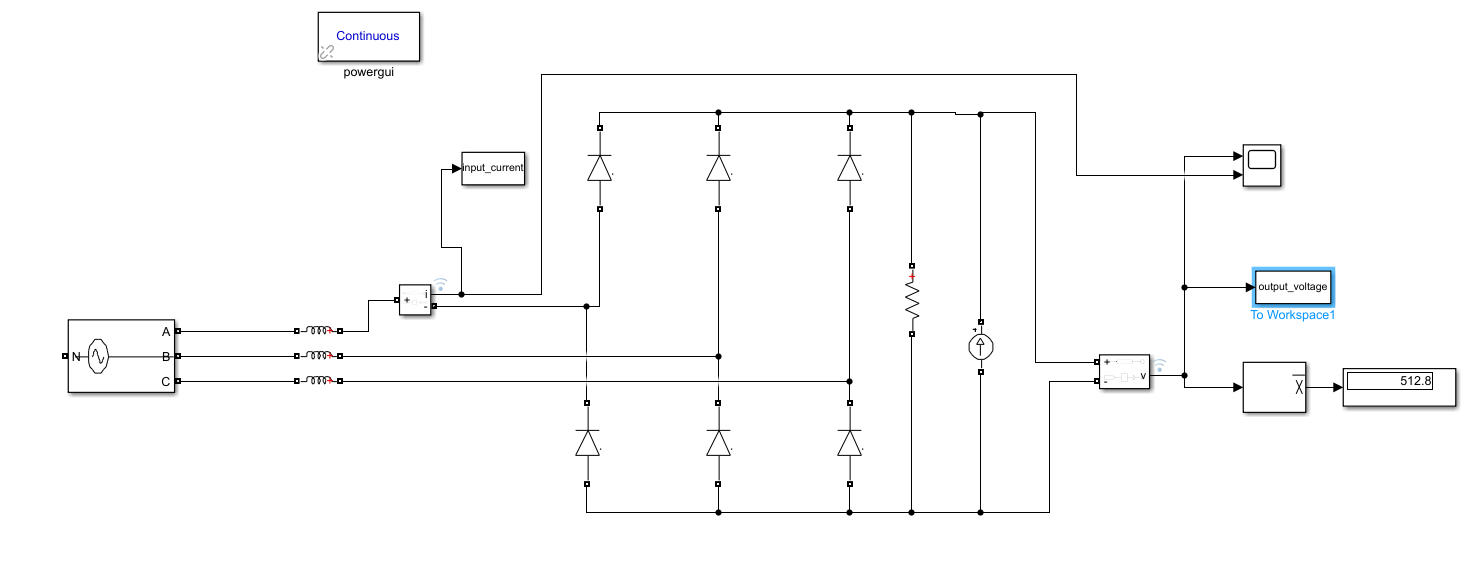 Continuous
powergui
input_current
i
+
-
A
N
B
C
+
-
v
output_voltage
To Workspace1
X
512.8